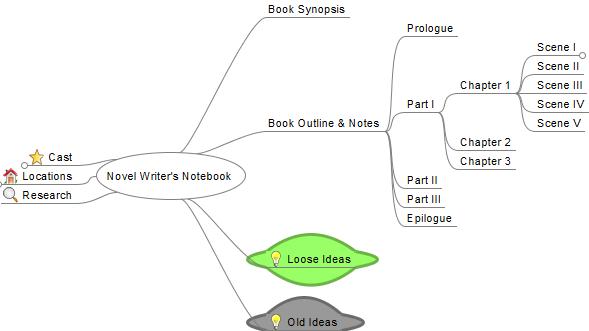 Book Synopsis
Prologue
Scene I
Scene II
Chapter 1
Scene III
Part I
Scene IV
Book Outline & Notes
Scene V
Chapter 2
Cast
Chapter 3
Locations
Novel Writer's Notebook
Part II
Research
Part III
Epilogue
Loose Ideas
Old Ideas